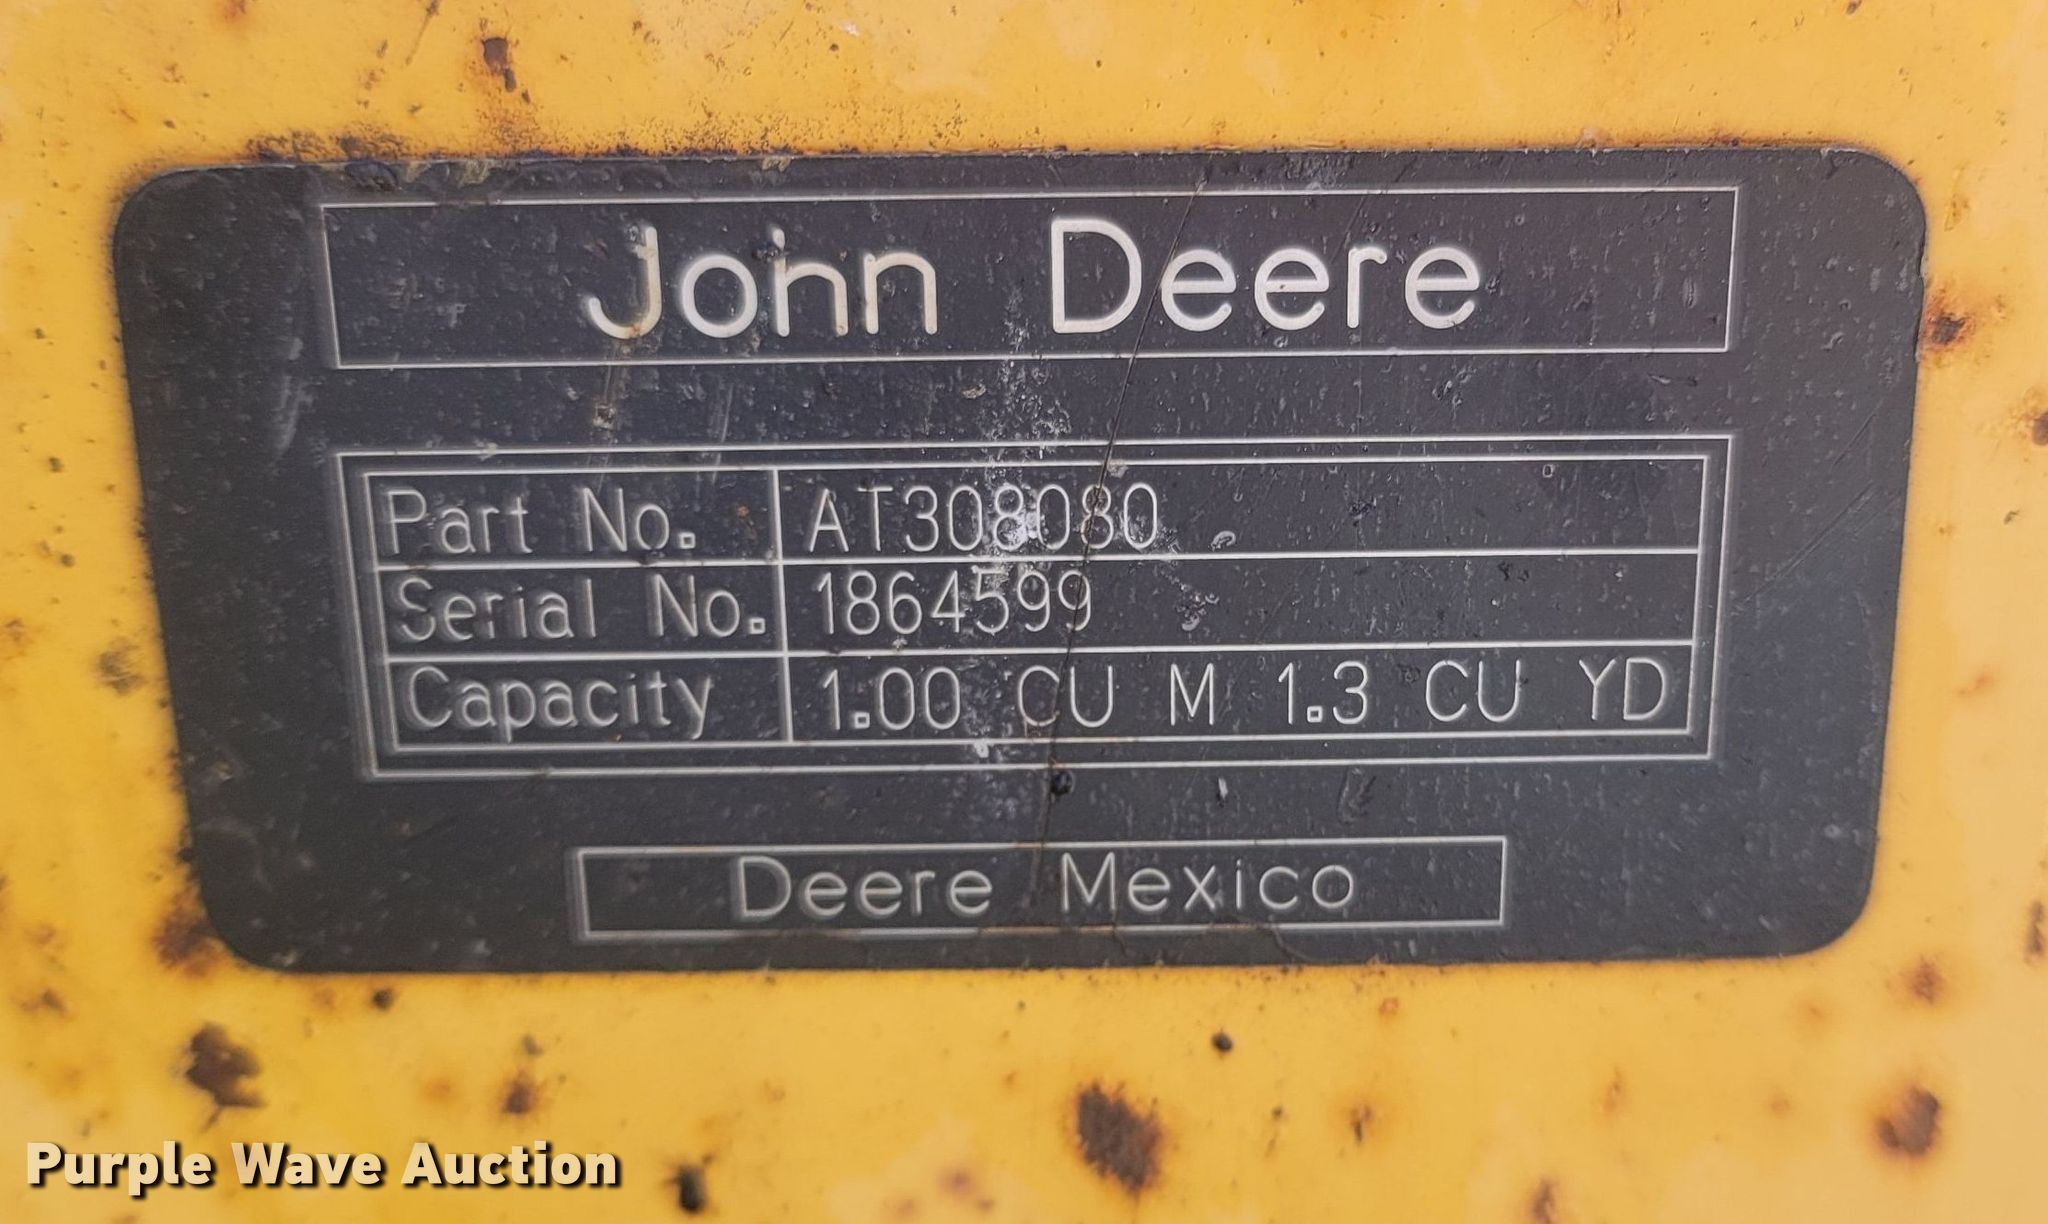 John Deere
Part No. AT308080
Serial No. 1864599
Capacity 1.00 CU M 1.3 CU YD
Deere Mexico
Purple Wave Auction